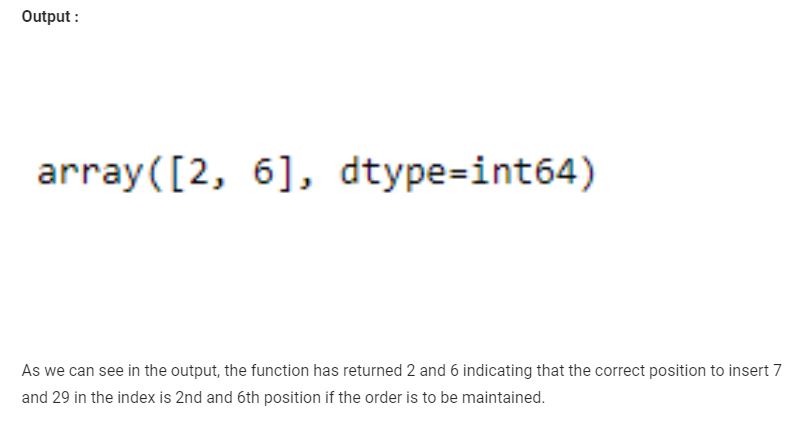 Output :
array([2, 6], dtype=int64)
As we can see in the output, the function has returned 2 and 6 indicating that the correct position to insert 7
and 29 in the index is 2nd and 6th position if the order is to be maintained.